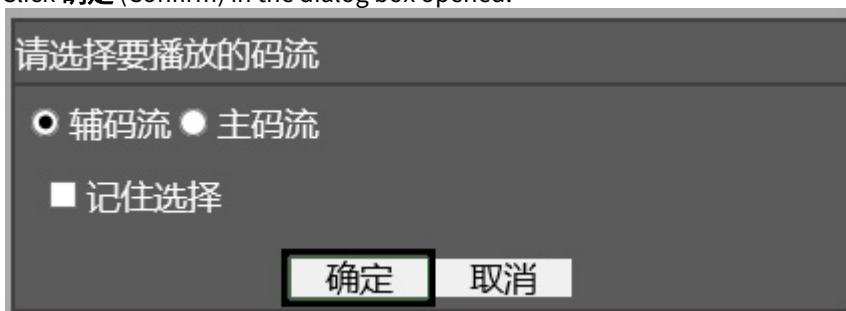 Click 确定 (Confirm) in the dialog box opened.
请选择要播放的码流
辅码流 主码流
记住选择
确定 取消